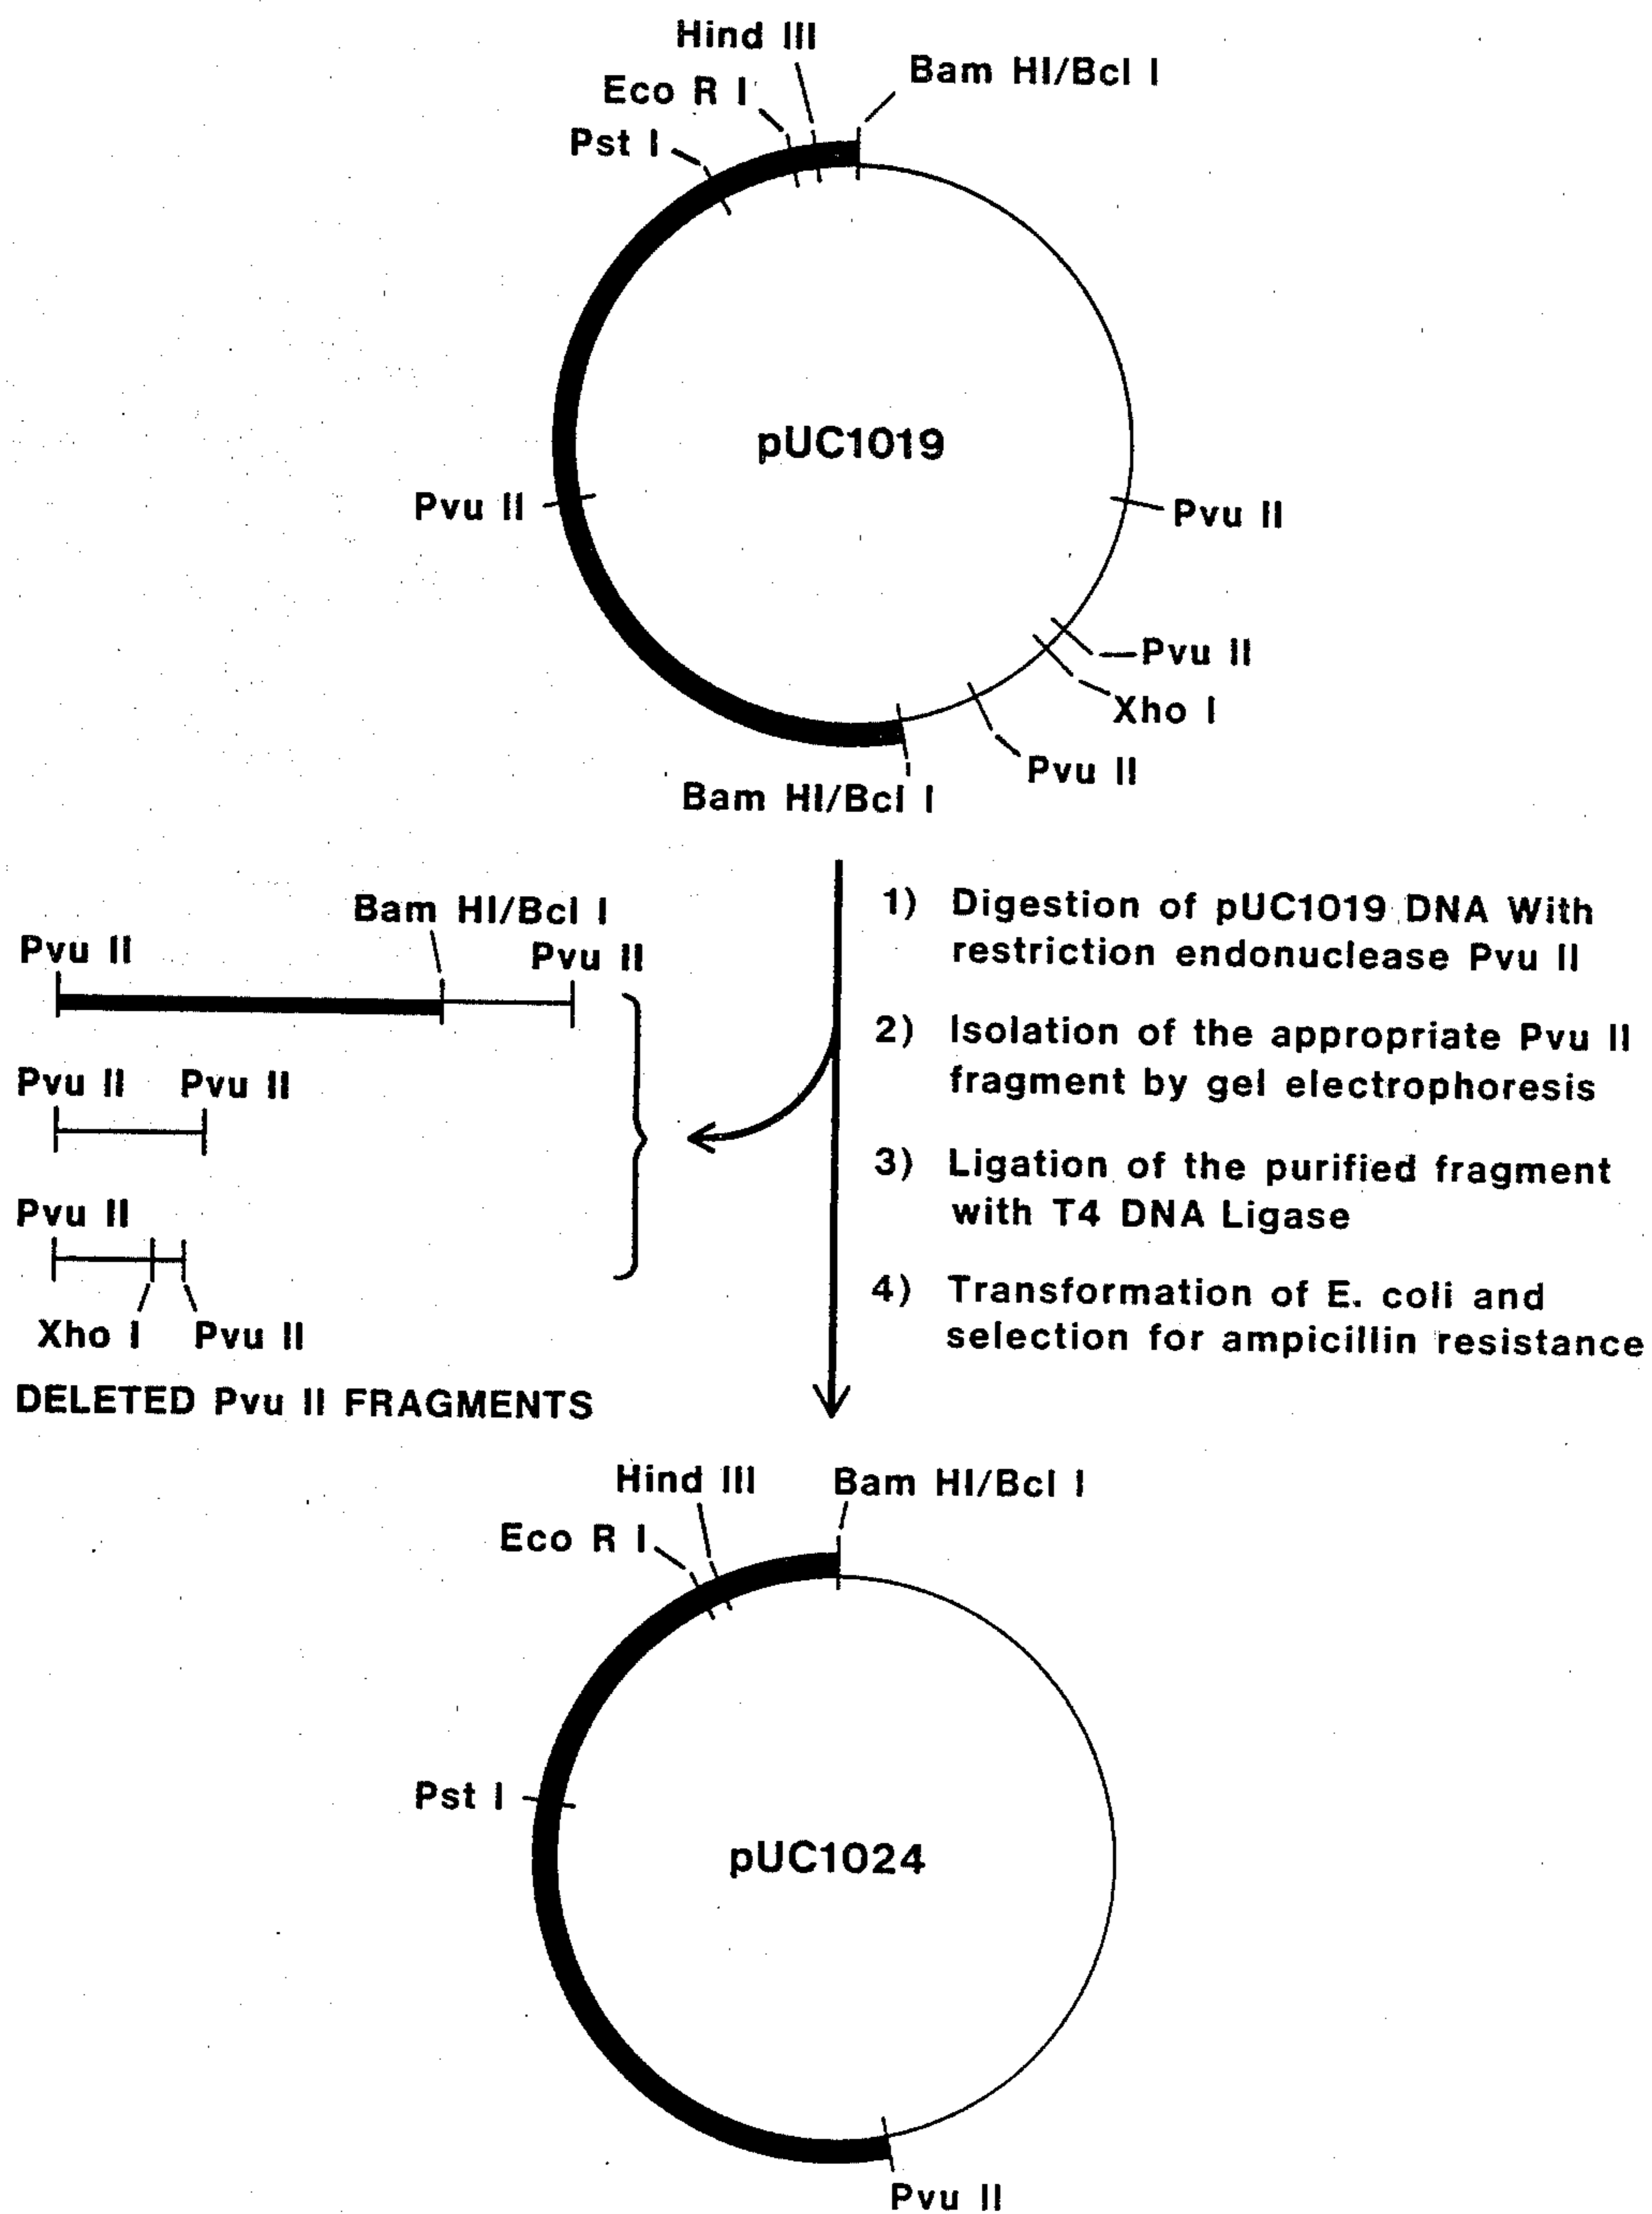 Hind III
Bam HI/Bcl I
Eco R I
Pst I
pUC1019
Pvu II
Pvu II
Pvu II
Xho I
Pvu II
Bam HI/Bcl I
1) Digestion of pUC1019 DNA With
restriction endonuclease Pvu II
2) Isolation of the appropriate Pvu II
fragment by gel electrophoresis
3) Ligation of the purified fragment
with T4 DNA Ligase
4) Transformation of E. coli and
selection for ampicillin resistance
Bam HI/Bcl I
Pvu II
Pvu II
Pvu II Pvu II
Pvu II
Xho I Pvu II
DELETED Pvu II FRAGMENTS
Hind III
Bam HI/Bcl I
Eco R I
Pst I
pUC1024
Pvu II